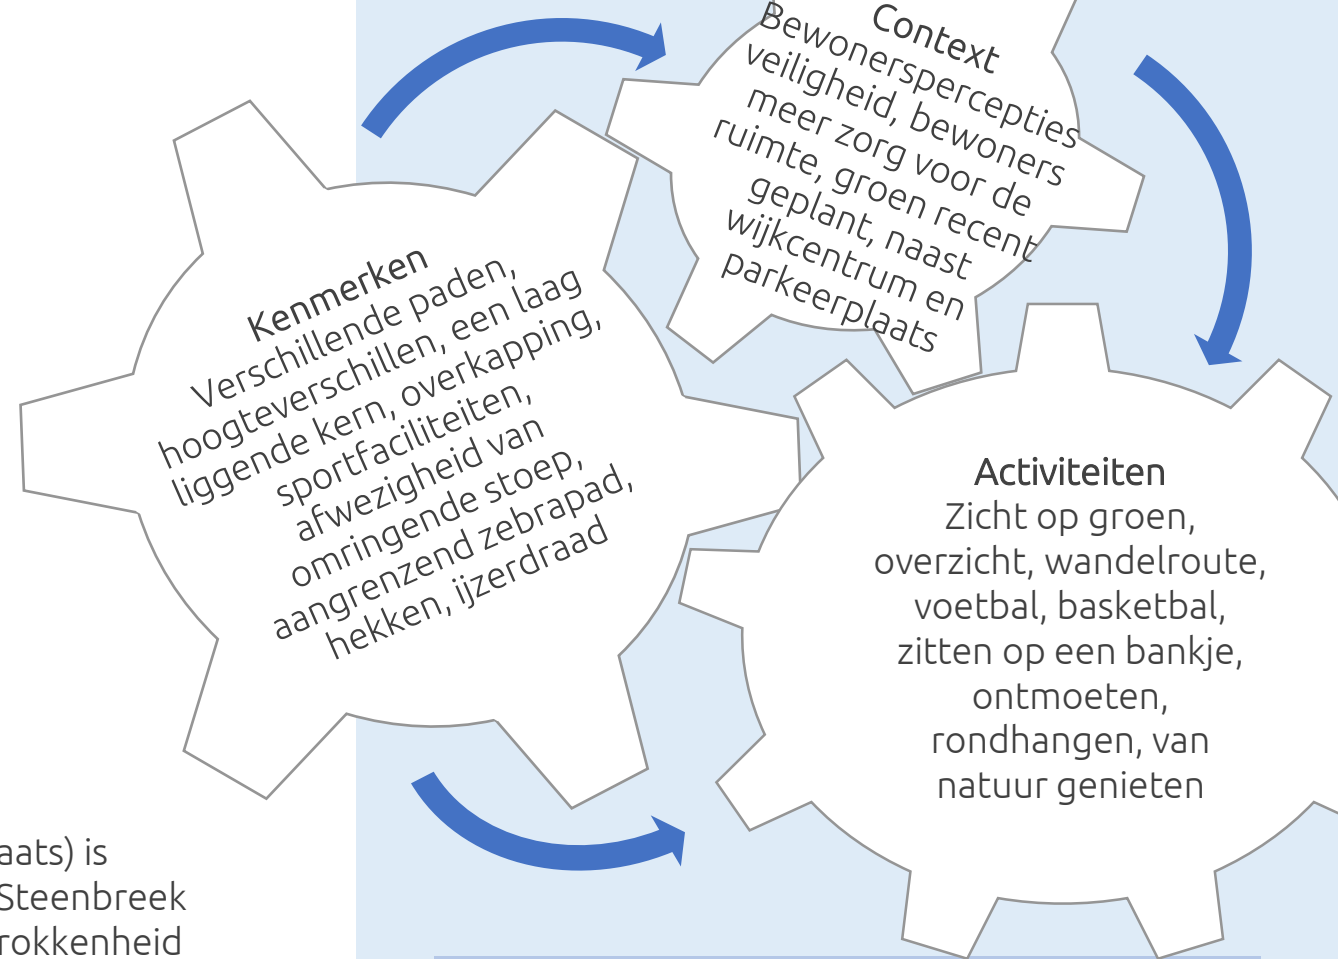 Context
Bewonerspercepties
veiligheid, bewoners
meer zorg voor de
ruimte, groen recent
geplant, naast
wijkcentrum en
parkeerplaats
Kenmerken
Verschillende paden,
hoogteverschillen, een laag
liggende kern, overkapping,
sportfaciliteiten,
afwezigheid van
omringende stoep,
aangrenzend zebrapad,
hekken, ijzerdraad
Activiteiten
Zicht op groen,
overzicht, wandelroute,
voetbal, basketbal,
zitten op een bankje,
ontmoeten,
rondhangen, van
natuur genieten
aats) is
Steenbreek
rokkenheid